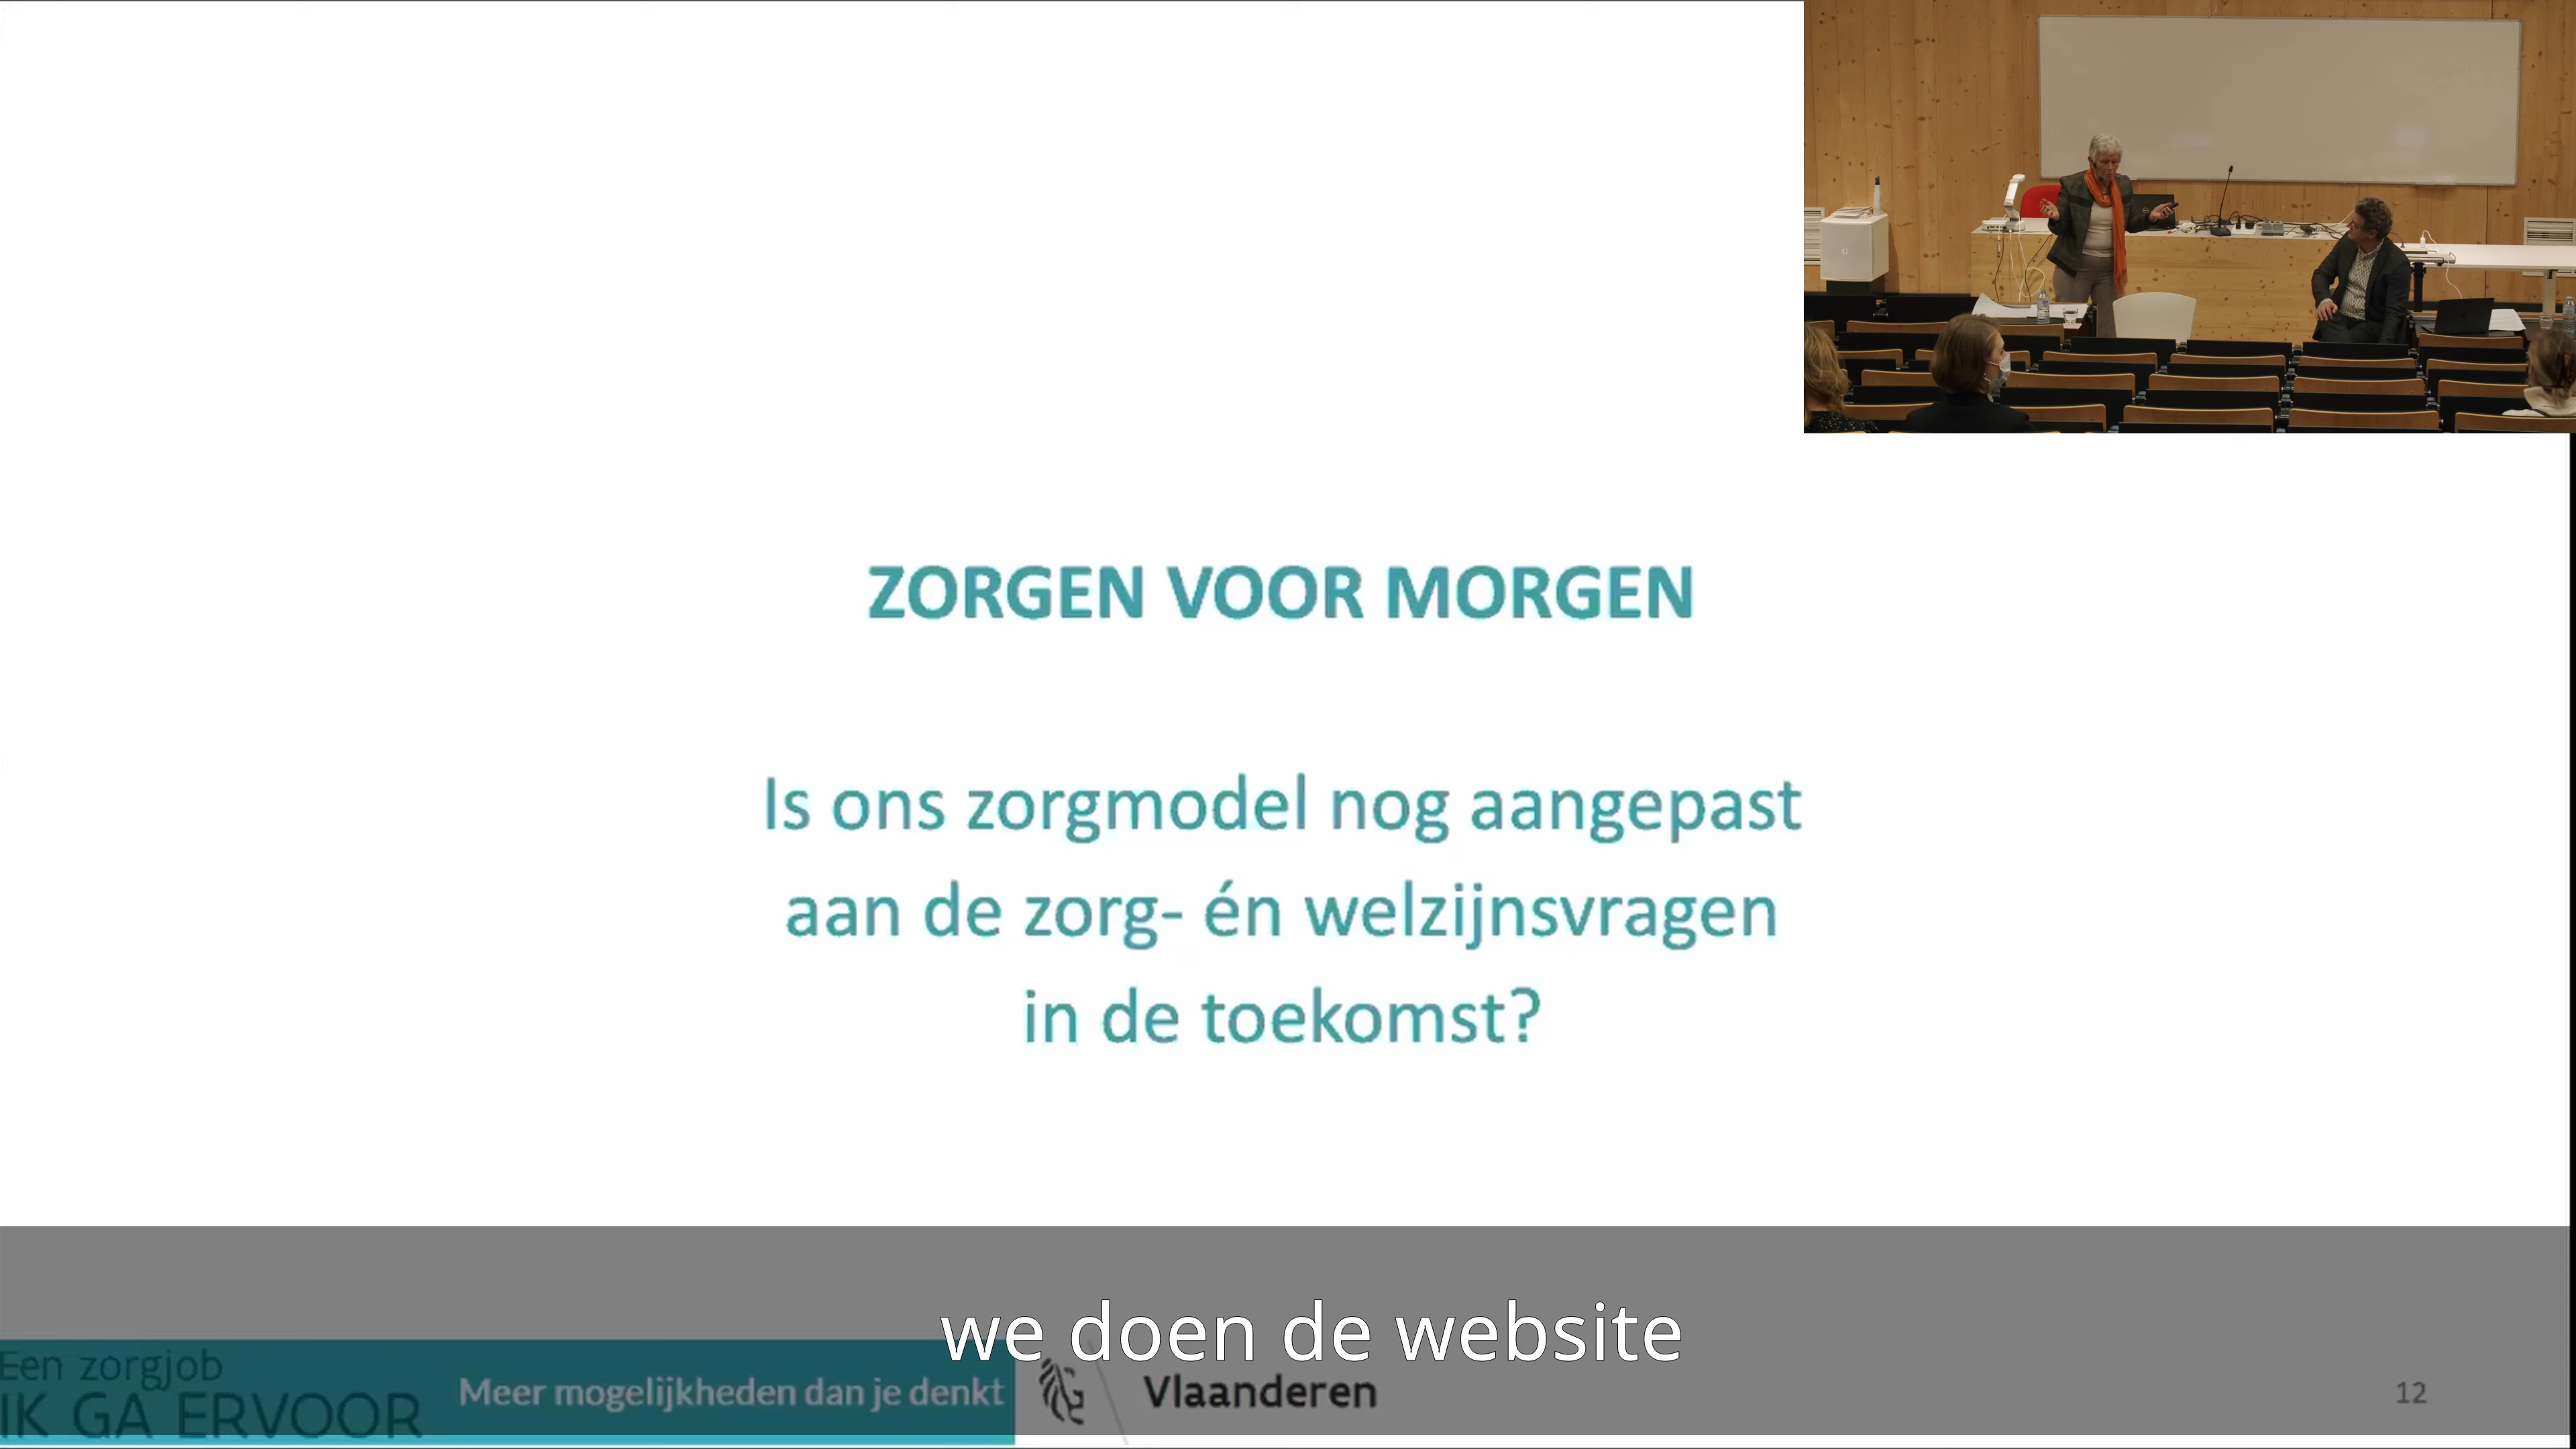 ZORGEN VOOR MORGEN
Is ons zorgmodel nog aangepast
aan de zorg- én welzijnsvragen
in de toekomst?
we doen de website
Een zorgjob
IK GA ERVOOR
Meer mogelijkheden dan je denkt
Vlaanderen
12